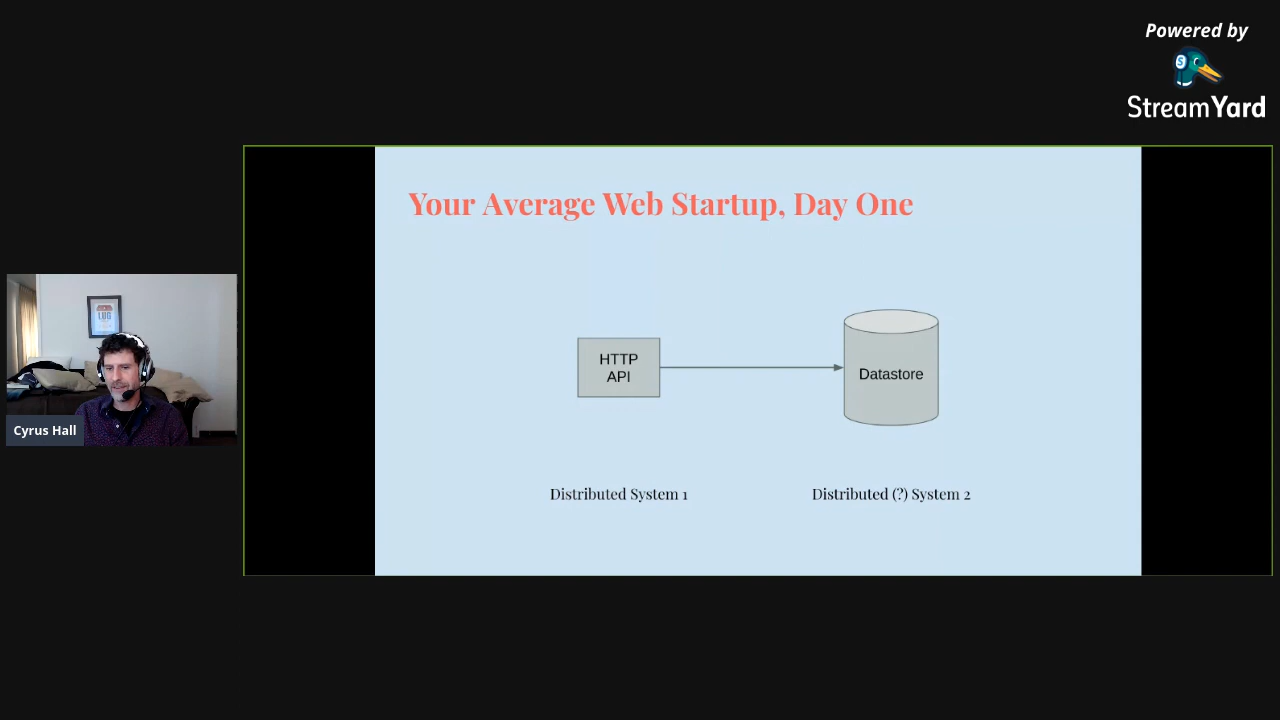 Powered by
StreamYard
Your Average Web Startup, Day One
HTTP
API
Datastore
Distributed System 1
Distributed (?) System 2
Cyrus Hall